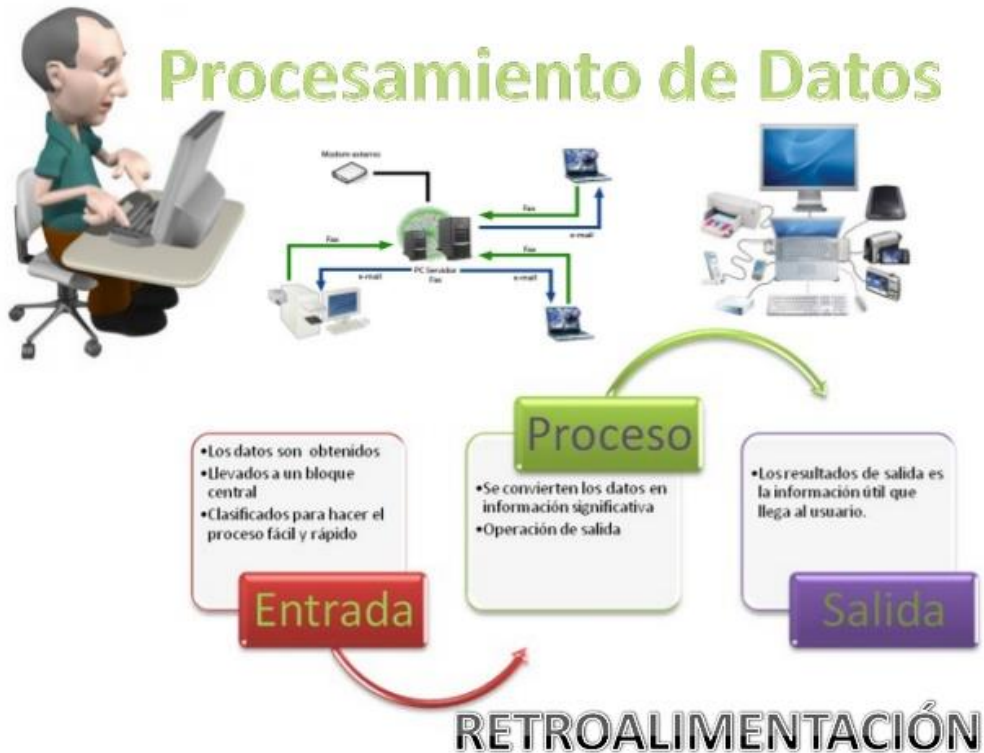 Procesamiento de Datos
Modem externo
Fax
e-mail
Fax
Fax
e-mail
PC Servidor
Fax
e-mail
•Los datos son obtenidos
•Llevados a un bloque
central
•Clasificados para hacer el
proceso fácil y rápido
Entrada
Proceso
•Se convierten los datos en
información significativa
•Operación de salida
•Los resultados de salida es
la información útil que
llega al usuario.
Salida
RETROALIMENTACIÓN